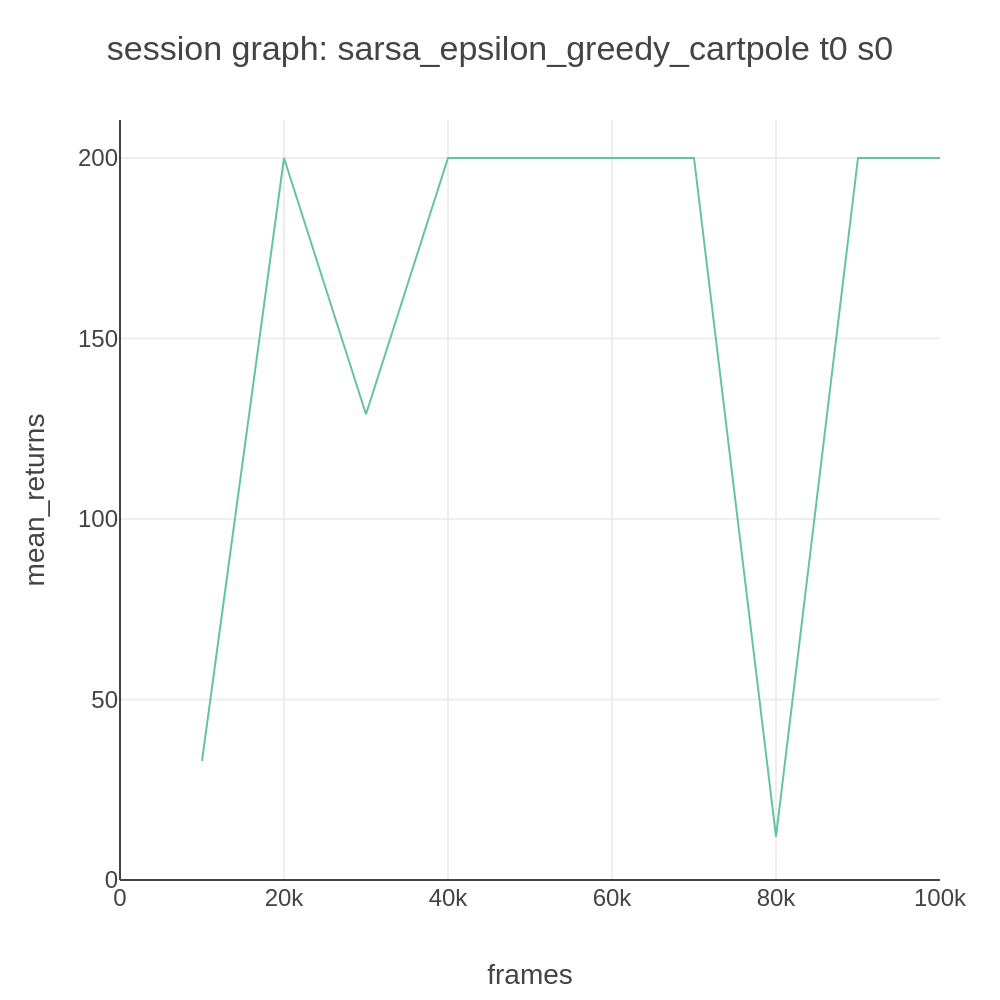 session graph: sarsa_epsilon_greedy_cartpole t0 s0
200
150
100
50
0
mean_returns
0 20k 40k 60k 80k 100k
frames